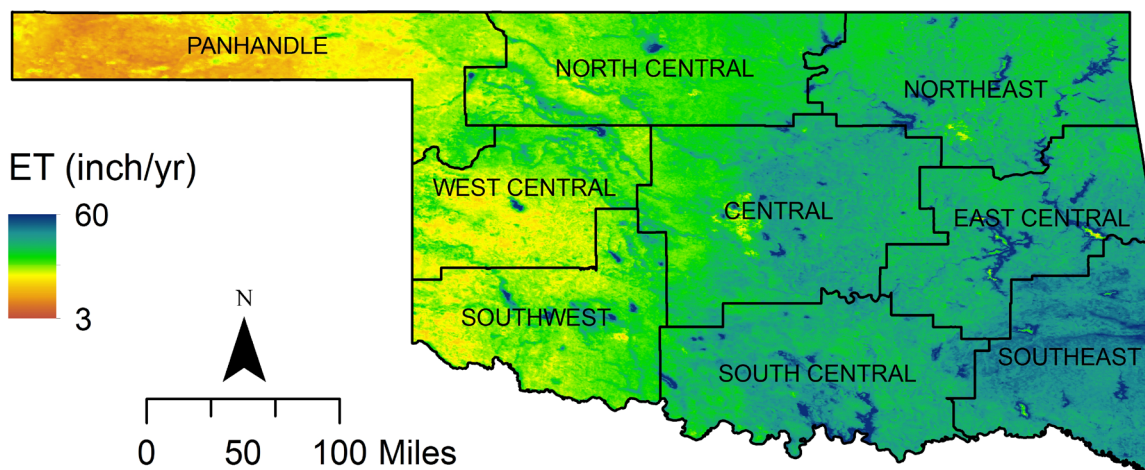 PANHANDLE
NORTH CENTRAL
NORTHEAST
ET (inch/yr)
60
3
WEST CENTRAL
CENTRAL
EAST CENTRAL
N
SOUTHWEST
SOUTH CENTRAL
SOUTHEAST
0 50 100 Miles